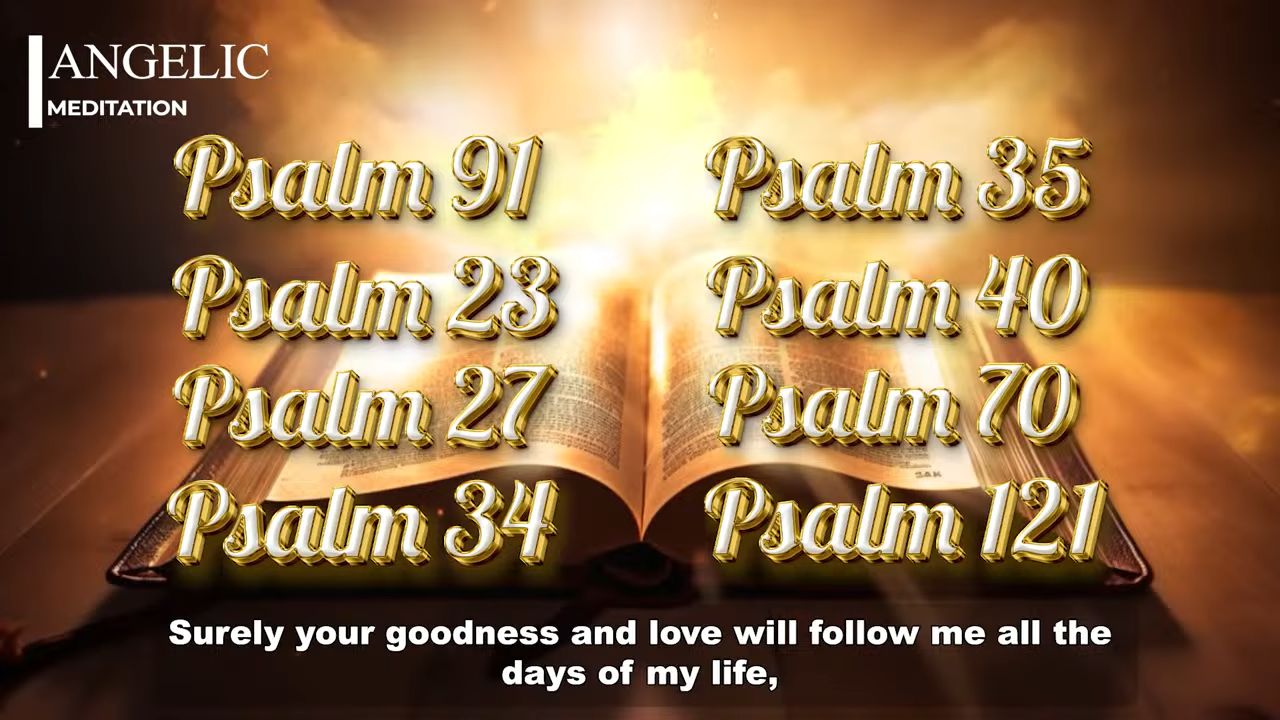 ANGELIC
MEDITATION
Psalm 91
Psalm 23
Psalm 27
Psalm 34
Psalm 35
Psalm 40
Psalm 70
Psalm 121
Surely your goodness and love will follow me all the
days of my life,